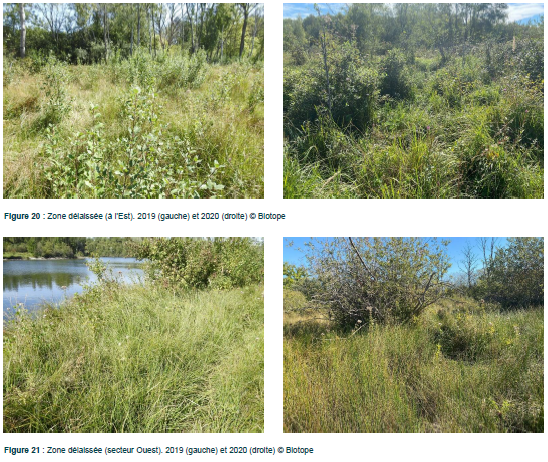 Figure 20 : Zone délaissée (à l'Est). 2019 (gauche) et 2020 (droite) © Biotope
Figure 21 : Zone délaissée (secteur Ouest). 2019 (gauche) et 2020 (droite) © Biotope